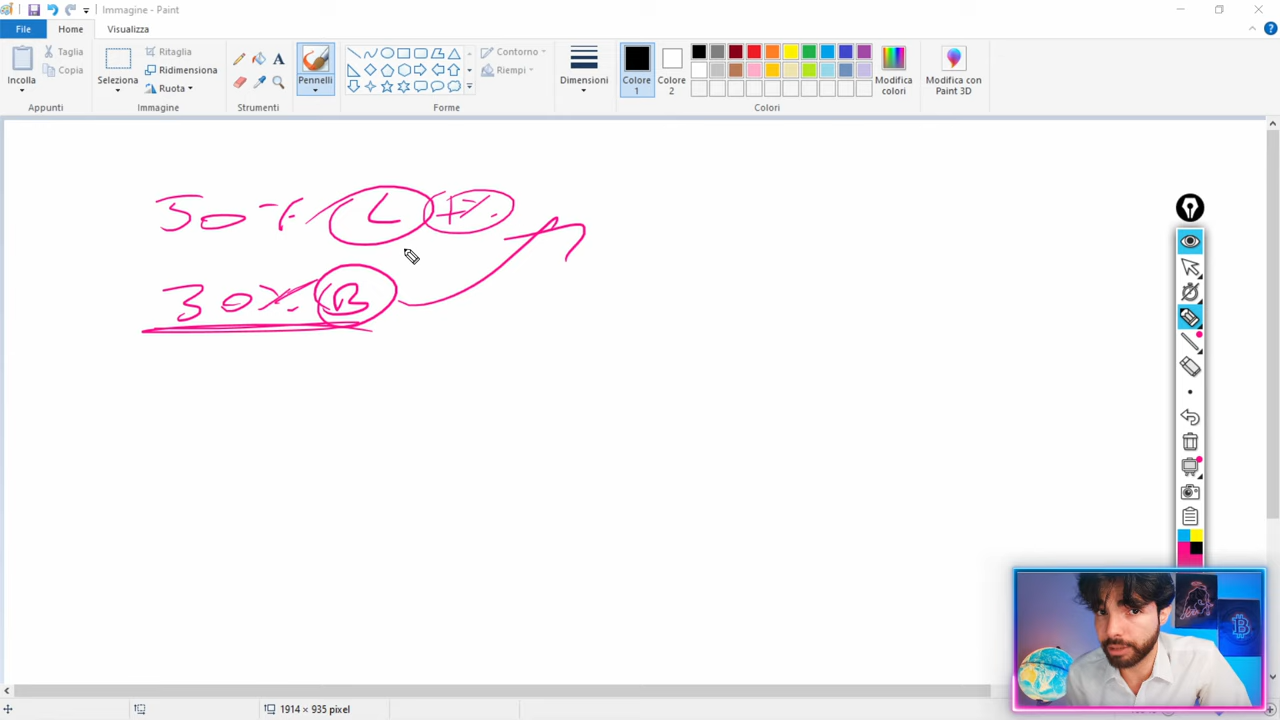 Immagine - Paint
File Home Visualizza
Incolla
Taglia
Copia
Appunti
Seleziona
Ritaglia
Ridimensiona
Ruota
Immagine
Strumenti
Pennelli
Contorno
Riempi
Forme
Dimensioni
Colore 1
Colore 2
Modifica colori
Colori
Modifica con Paint 3D
50% L
30% B
1914 × 935 pixel